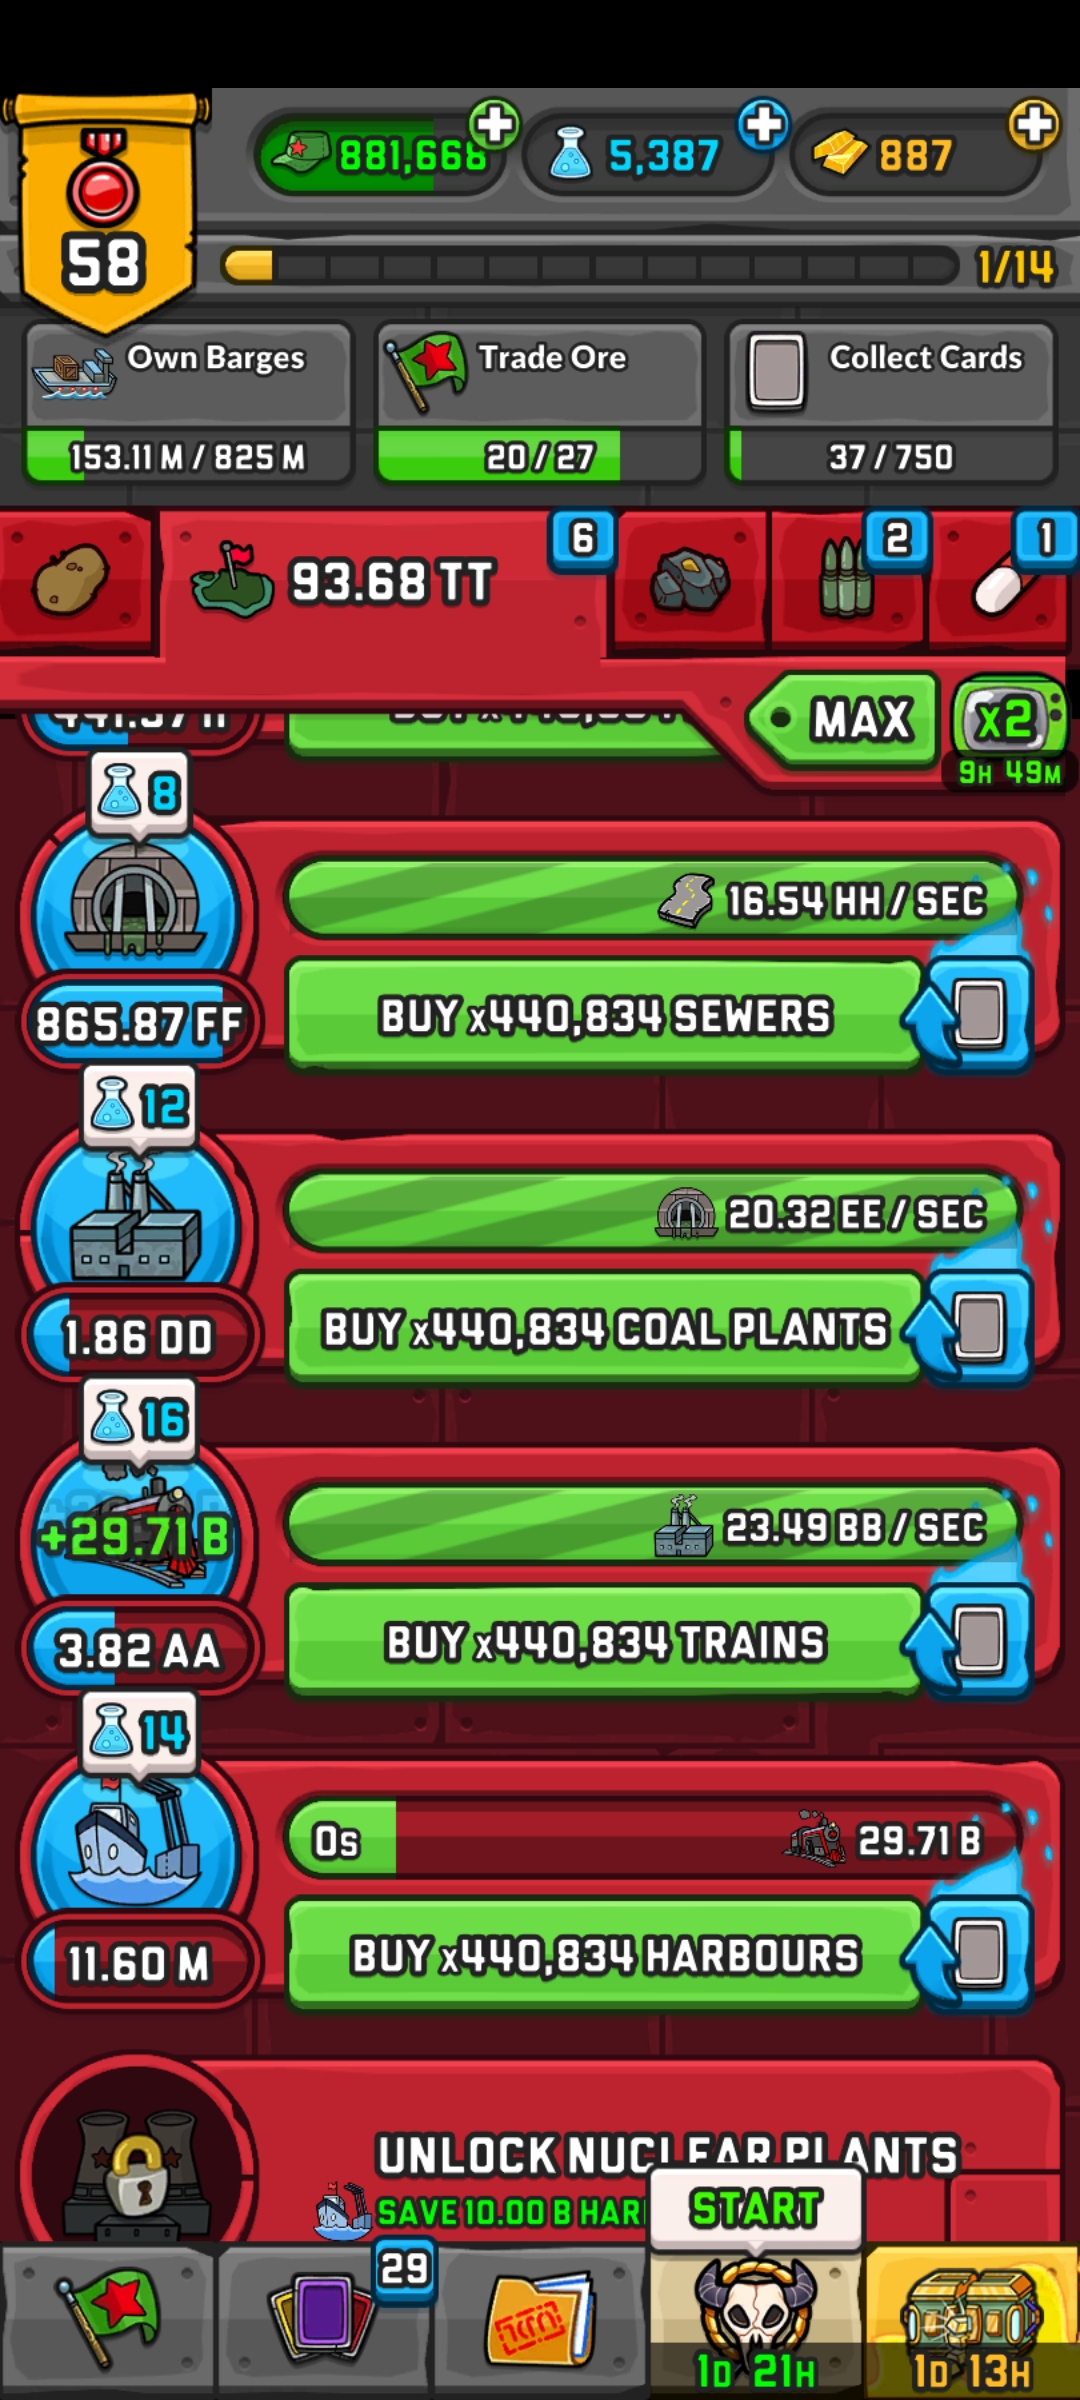 881,668
5,387
887
58
1/14
Own Barges
Trade Ore
Collect Cards
153.11 M / 825 M
20 / 27
37 / 750
6
2
1
93.68 TT
MAX
x2
9H 49M
8
16.54 HH / SEC
865.87 FF
BUY x440,834 SEWERS
12
20.32 EE / SEC
1.86 DD
BUY x440,834 COAL PLANTS
16
+29.71 B
23.49 BB / SEC
3.82 AA
BUY x440,834 TRAINS
14
0s
29.71 B
11.60 M
BUY x440,834 HARBOURS
UNLOCK NUCLEAR PLANTS
SAVE 10.00 B HAR
START
29
1D 21H
1D 13H